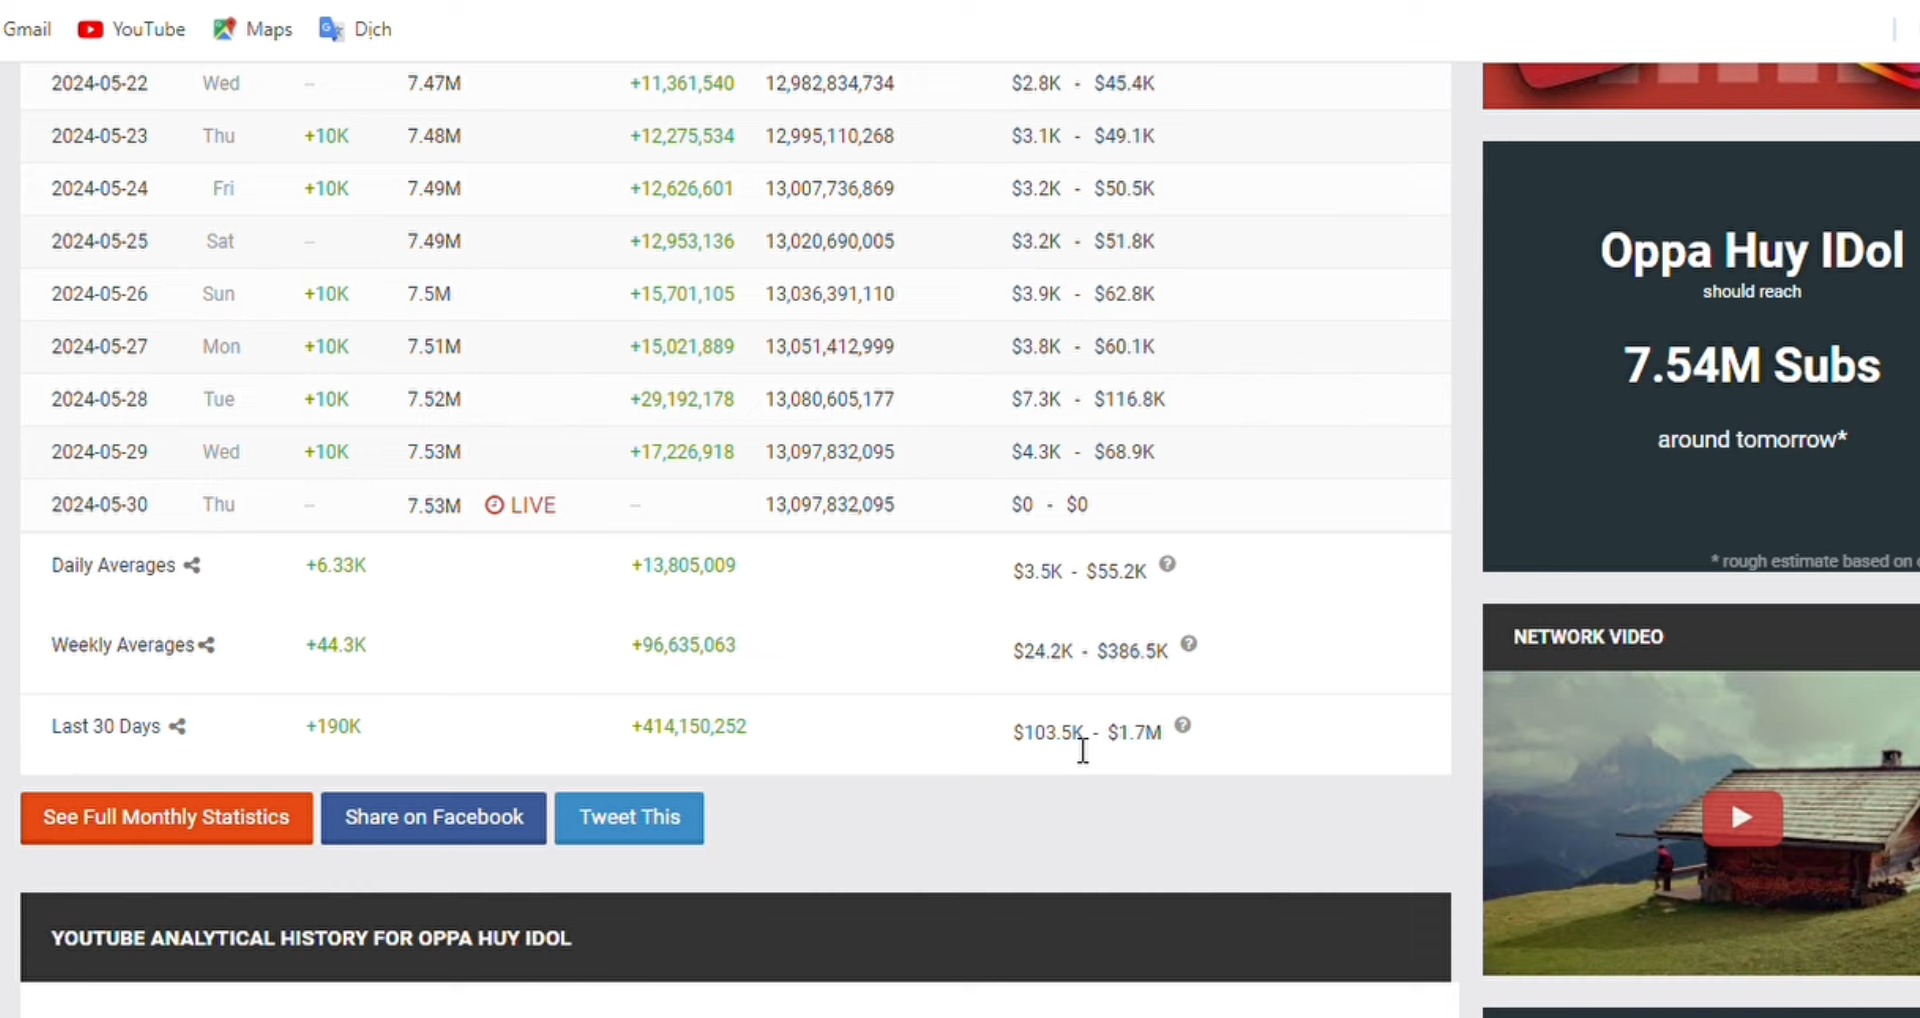 Gmail YouTube Maps Dịch
2024-05-22 Wed -- 7.47M +11,361,540 12,982,834,734 $2.8K - $45.4K
2024-05-23 Thu +10K 7.48M +12,275,534 12,995,110,268 $3.1K - $49.1K
2024-05-24 Fri +10K 7.49M +12,626,601 13,007,736,869 $3.2K - $50.5K
2024-05-25 Sat -- 7.49M +12,953,136 13,020,690,005 $3.2K - $51.8K
2024-05-26 Sun +10K 7.5M +15,701,105 13,036,391,110 $3.9K - $62.8K
2024-05-27 Mon +10K 7.51M +15,021,889 13,051,412,999 $3.8K - $60.1K
2024-05-28 Tue +10K 7.52M +29,192,178 13,080,605,177 $7.3K - $116.8K
2024-05-29 Wed +10K 7.53M +17,226,918 13,097,832,095 $4.3K - $68.9K
2024-05-30 Thu -- 7.53M LIVE -- 13,097,832,095 $0 - $0
Daily Averages +6.33K +13,805,009 $3.5K - $55.2K
Weekly Averages +44.3K +96,635,063 $24.2K - $386.5K
Last 30 Days +190K +414,150,252 $103.5K - $1.7M
See Full Monthly Statistics Share on Facebook Tweet This
YOUTUBE ANALYTICAL HISTORY FOR OPPA HUY IDOL
Oppa Huy IDol
should reach
7.54M Subs
around tomorrow*
* rough estimate based on
NETWORK VIDEO